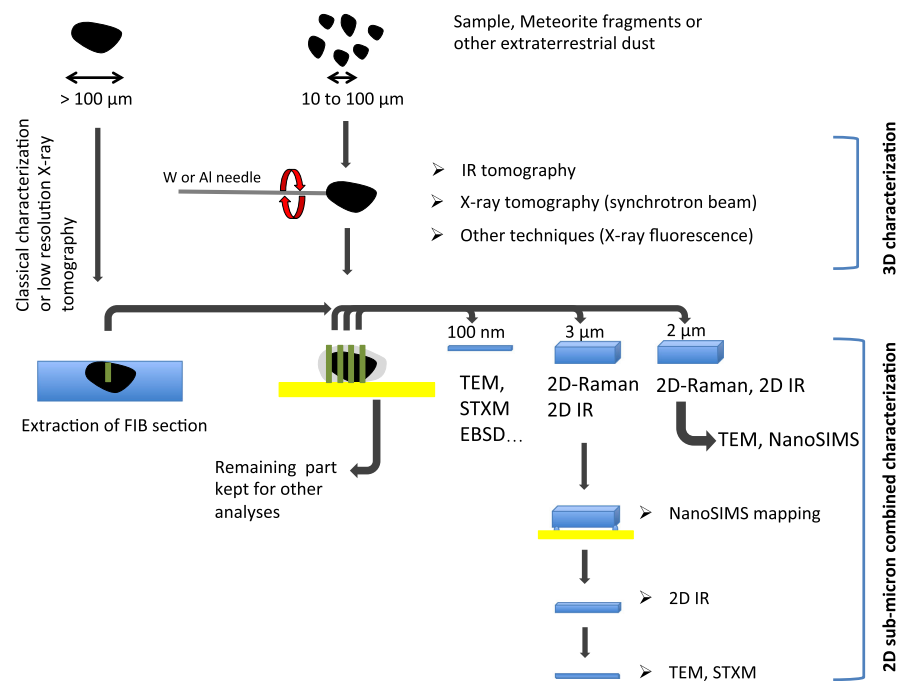 Sample, Meteorite fragments or
other extraterrestrial dust
> 100 µm
10 to 100 µm
Classical characterization
or low resolution X-ray
tomography
W or Al needle
➢ IR tomography
➢ X-ray tomography (synchrotron beam)
➢ Other techniques (X-ray fluorescence)
3D characterization
100 nm
3 µm
2 µm
TEM,
STXM
EBSD…
2D-Raman
2D IR
2D-Raman, 2D IR
TEM, NanoSIMS
Extraction of FIB section
Remaining part
kept for other
analyses
➢ NanoSIMS mapping
➢ 2D IR
➢ TEM, STXM
2D sub-micron combined characterization